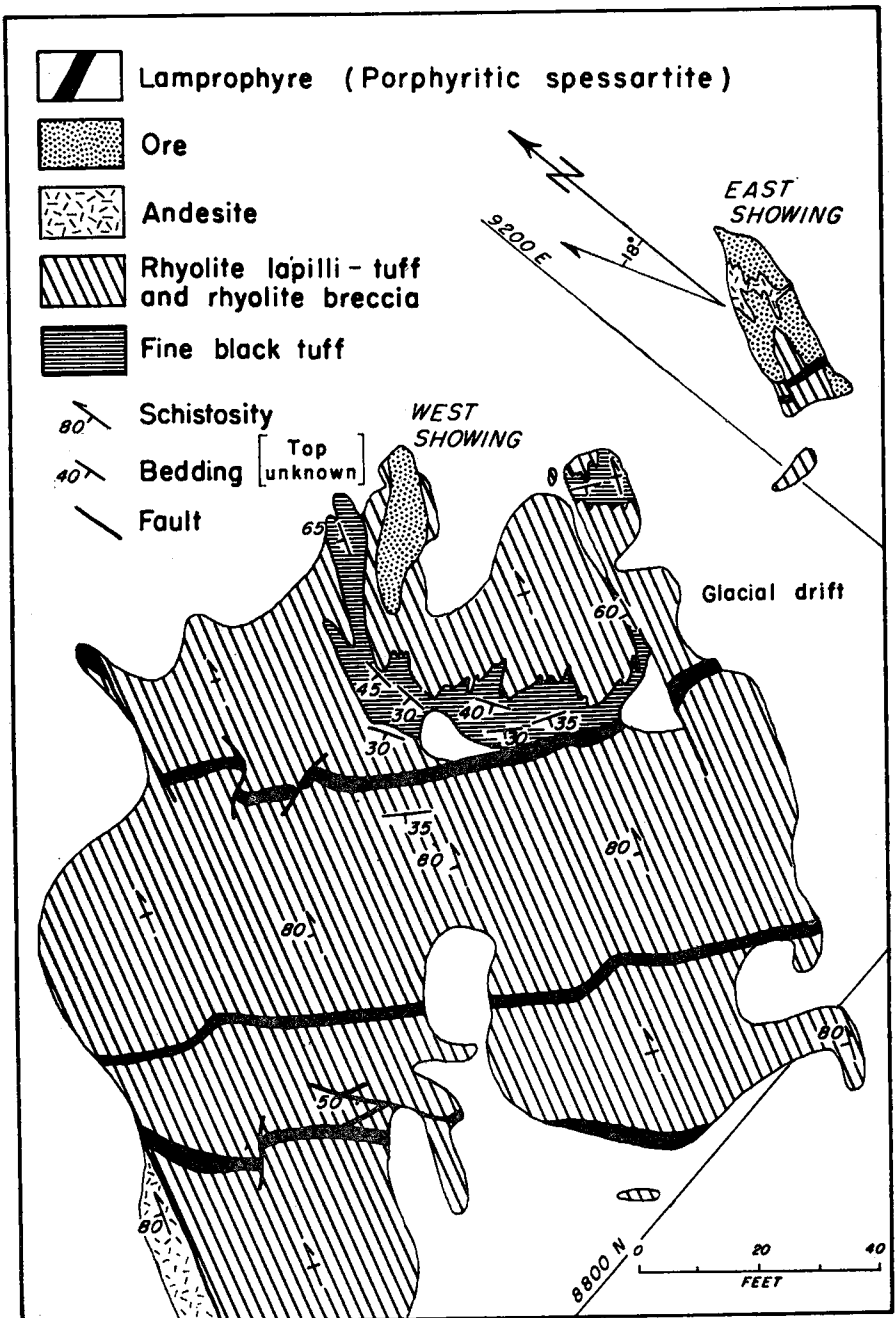 Lamprophyre (Porphyritic spessartite)
Ore
Andesite
Rhyolite lapilli-tuff
and rhyolite breccia
Fine black tuff
80 Schistosity
40 Bedding [Top unknown]
Fault
N
18°
9200 E
EAST
SHOWING
WEST
SHOWING
65
60
Glacial drift
45
30
40
35
30
30
35
80
80
80
80
50
80
8800 N
0 20 40
FEET